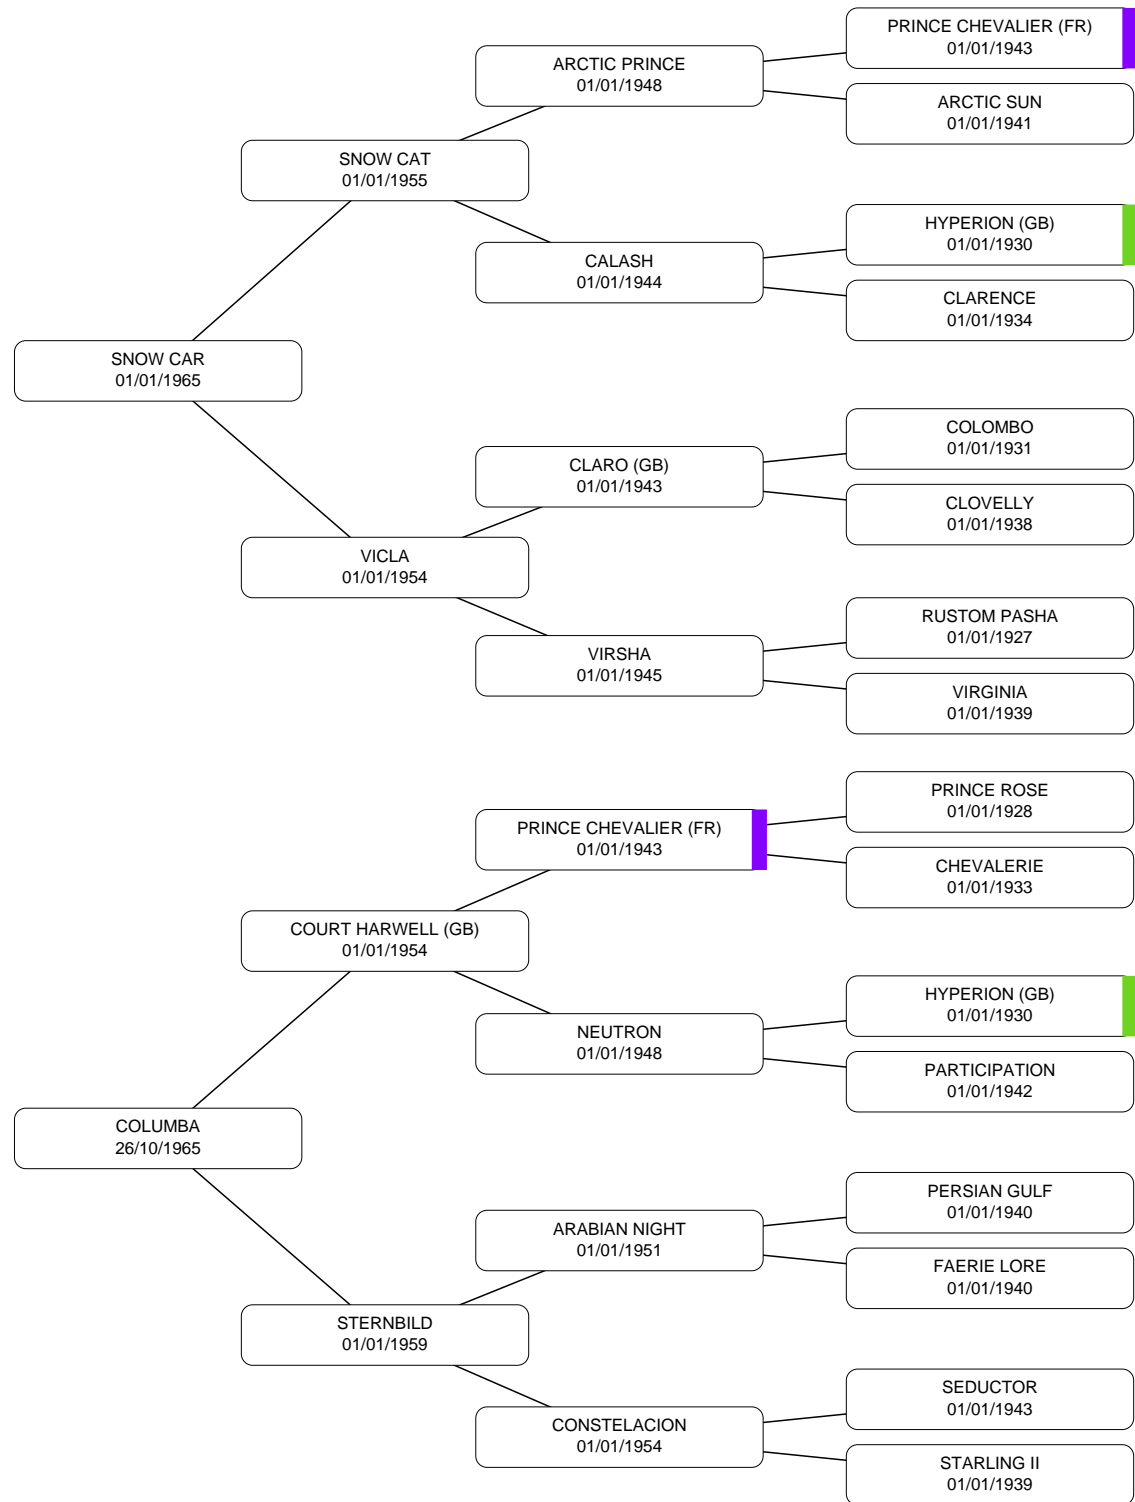 PRINCE CHEVALIER (FR)
01/01/1943
ARCTIC PRINCE
01/01/1948
ARCTIC SUN
01/01/1941
SNOW CAT
01/01/1955
HYPERION (GB)
01/01/1930
CALASH
01/01/1944
CLARENCE
01/01/1934
SNOW CAR
01/01/1965
COLOMBO
01/01/1931
CLARO (GB)
01/01/1943
CLOVELLY
01/01/1938
VICLA
01/01/1954
RUSTOM PASHA
01/01/1927
VIRSHA
01/01/1945
VIRGINIA
01/01/1939
PRINCE ROSE
01/01/1928
PRINCE CHEVALIER (FR)
01/01/1943
CHEVALERIE
01/01/1933
COURT HARWELL (GB)
01/01/1954
HYPERION (GB)
01/01/1930
NEUTRON
01/01/1948
PARTICIPATION
01/01/1942
COLUMBA
26/10/1965
PERSIAN GULF
01/01/1940
ARABIAN NIGHT
01/01/1951
FAERIE LORE
01/01/1940
STERNBILD
01/01/1959
SEDUCTOR
01/01/1943
CONSTELACION
01/01/1954
STARLING II
01/01/1939